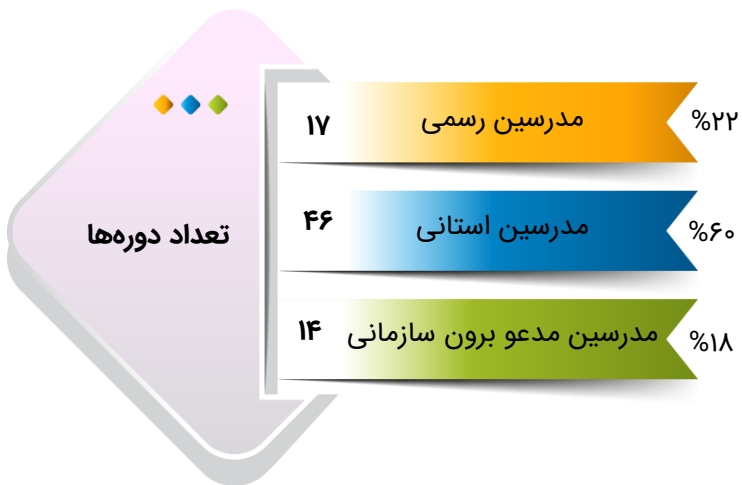 تعداد دوره‌ها
%۲۲ مدرسین رسمی ۱۷
%۶۰ مدرسین استانی ۴۶
%۱۸ مدرسین مدعو برون سازمانی ۱۴